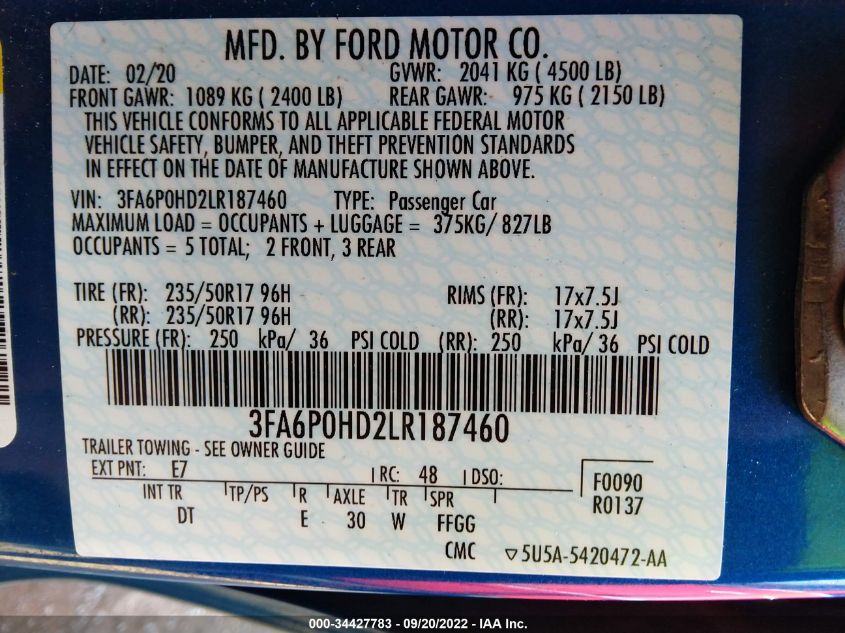 MFD. BY FORD MOTOR CO.
DATE: 02/20 GVWR: 2041 KG ( 4500 LB)
FRONT GAWR: 1089 KG ( 2400 LB) REAR GAWR: 975 KG ( 2150 LB)
THIS VEHICLE CONFORMS TO ALL APPLICABLE FEDERAL MOTOR
VEHICLE SAFETY, BUMPER, AND THEFT PREVENTION STANDARDS
IN EFFECT ON THE DATE OF MANUFACTURE SHOWN ABOVE.
VIN: 3FA6P0HD2LR187460 TYPE: Passenger Car
MAXIMUM LOAD = OCCUPANTS + LUGGAGE = 375KG/ 827LB
OCCUPANTS = 5 TOTAL; 2 FRONT, 3 REAR
TIRE (FR): 235/50R17 96H RIMS (FR): 17x7.5J
(RR): 235/50R17 96H (RR): 17x7.5J
PRESSURE (FR): 250 kPa/ 36 PSI COLD (RR): 250 kPa/ 36 PSI COLD
3FA6P0HD2LR187460
TRAILER TOWING - SEE OWNER GUIDE
EXT PNT: E7 RC: 48 DSO: F0090
INT TR TP/PS R AXLE TR SPR R0137
DT E 30 W FFGG
CMC ▽5U5A-5420472-AA
000-34427783 - 09/20/2022 - IAA Inc.